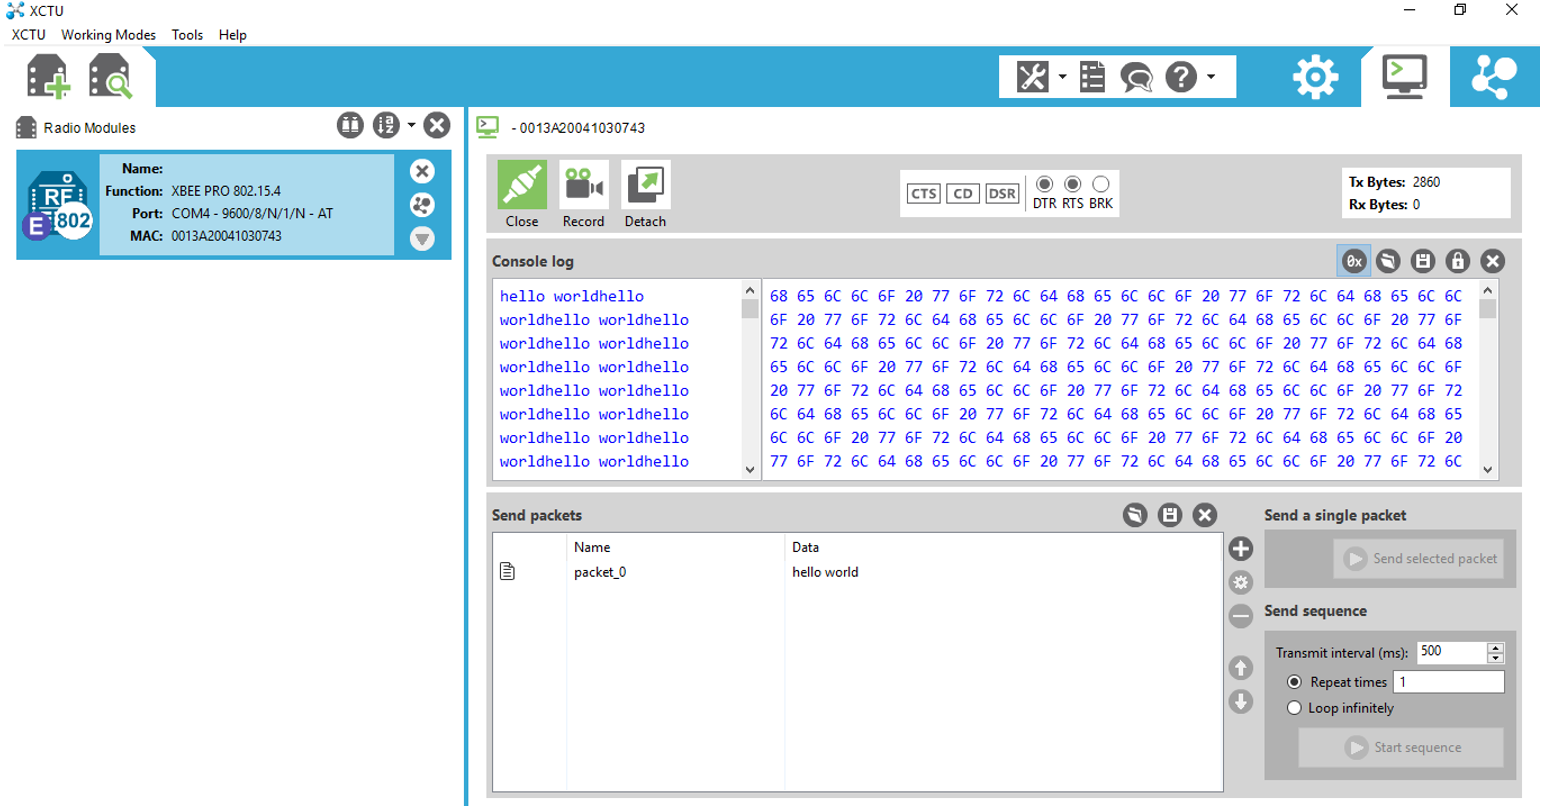 XCTU
XCTU Working Modes Tools Help
Radio Modules
- 0013A20041030743
Name:
Function: XBEE PRO 802.15.4
Port: COM4 - 9600/8/N/1/N - AT
MAC: 0013A20041030743
RF
E 802
Close Record Detach
CTS CD DSR
DTR RTS BRK
Tx Bytes: 2860
Rx Bytes: 0
Console log
0x
hello worldhello
worldhello worldhello
worldhello worldhello
worldhello worldhello
worldhello worldhello
worldhello worldhello
worldhello worldhello
worldhello worldhello
68 65 6C 6C 6F 20 77 6F 72 6C 64 68 65 6C 6C 6F 20 77 6F 72 6C 64 68 65 6C 6C
6F 20 77 6F 72 6C 64 68 65 6C 6C 6F 20 77 6F 72 6C 64 68 65 6C 6C 6F 20 77 6F
72 6C 64 68 65 6C 6C 6F 20 77 6F 72 6C 64 68 65 6C 6C 6F 20 77 6F 72 6C 64 68
65 6C 6C 6F 20 77 6F 72 6C 64 68 65 6C 6C 6F 20 77 6F 72 6C 64 68 65 6C 6C 6F
20 77 6F 72 6C 64 68 65 6C 6C 6F 20 77 6F 72 6C 64 68 65 6C 6C 6F 20 77 6F 72
6C 64 68 65 6C 6C 6F 20 77 6F 72 6C 64 68 65 6C 6C 6F 20 77 6F 72 6C 64 68 65
6C 6C 6F 20 77 6F 72 6C 64 68 65 6C 6C 6F 20 77 6F 72 6C 64 68 65 6C 6C 6F 20
77 6F 72 6C 64 68 65 6C 6C 6F 20 77 6F 72 6C 64 68 65 6C 6C 6F 20 77 6F 72 6C
Send packets
Name Data
packet_0 hello world
Send a single packet
Send selected packet
Send sequence
Transmit interval (ms): 500
Repeat times 1
Loop infinitely
Start sequence